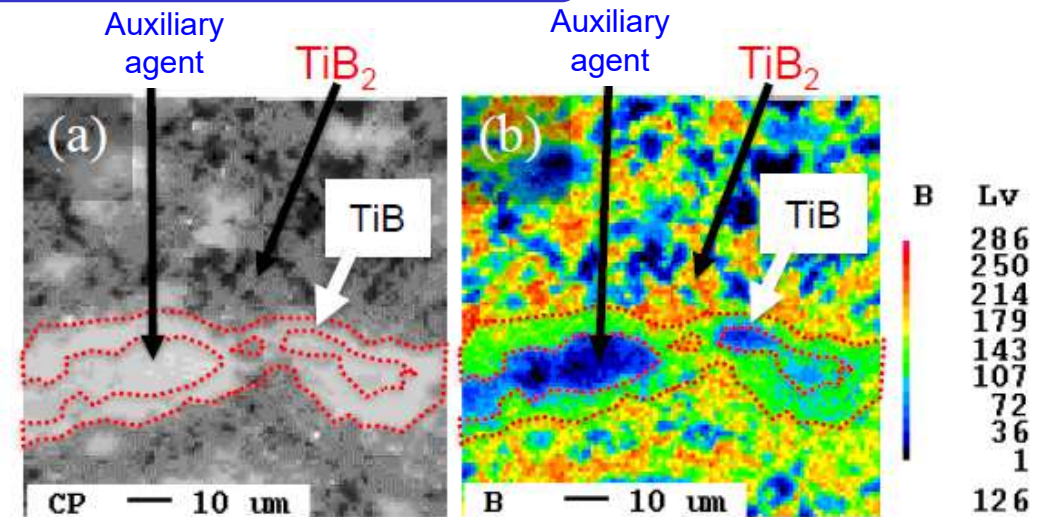 Auxiliary
agent
TiB₂
(a)
TiB
CP 10 um
Auxiliary
agent
TiB₂
(b)
TiB
B 10 um
B Lv
286
250
214
179
143
107
72
36
1
126